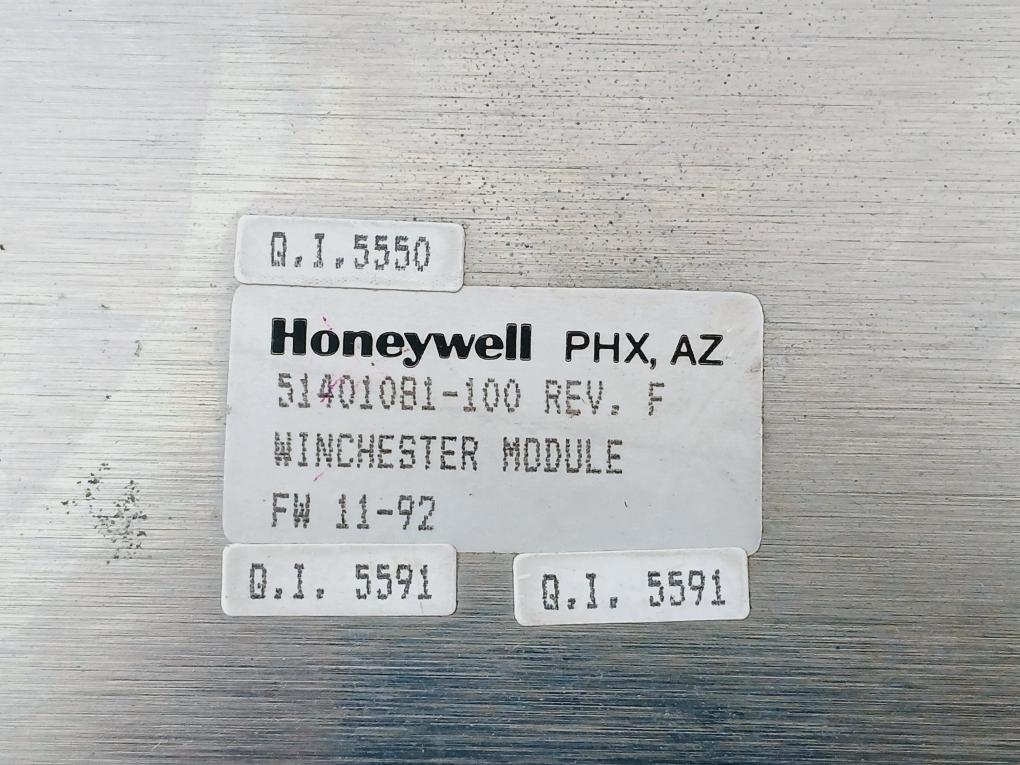 Q.I.5550
Honeywell PHX, AZ
51401081-100 REV. F
WINCHESTER MODULE
FW 11-92
Q.I. 5591 Q.I. 5591